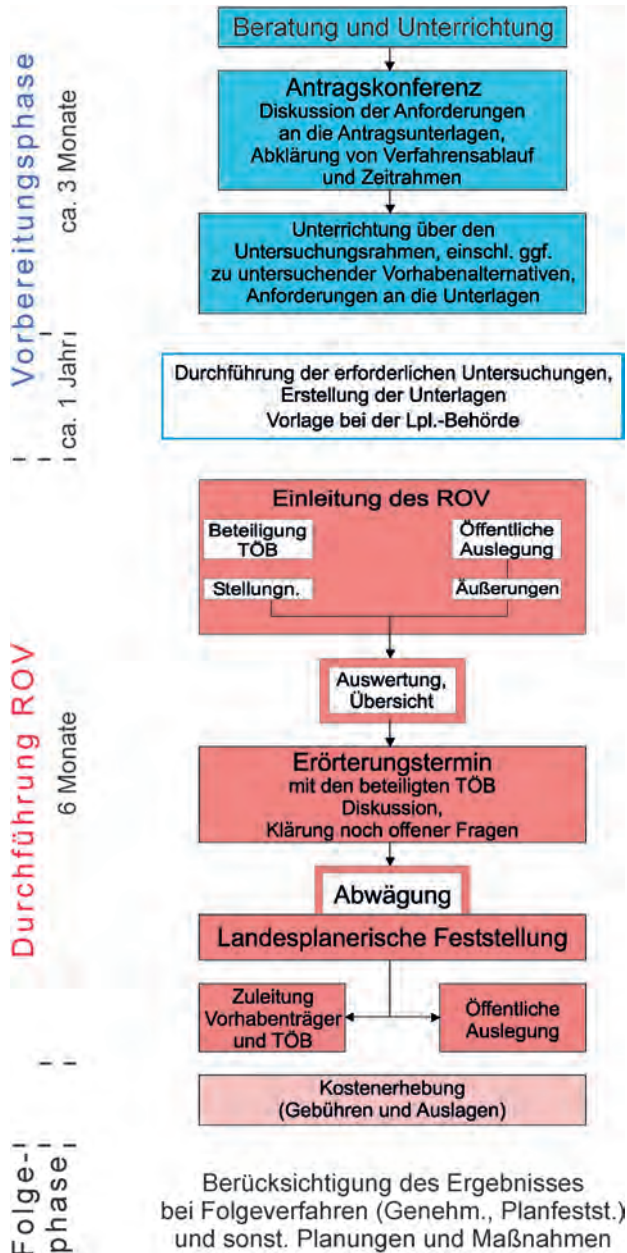 Vorbereitungsphase
ca. 3 Monate
Beratung und Unterrichtung
Antragskonferenz
Diskussion der Anforderungen
an die Antragsunterlagen,
Abklärung von Verfahrensablauf
und Zeitrahmen
Unterrichtung über den
Untersuchungsrahmen, einschl. ggf.
zu untersuchender Vorhabenalternativen,
Anforderungen an die Unterlagen
ca. 1 Jahr
Durchführung der erforderlichen Untersuchungen,
Erstellung der Unterlagen
Vorlage bei der Lpl.-Behörde
Durchführung ROV
6 Monate
Einleitung des ROV
Beteiligung
TÖB
Öffentliche
Auslegung
Stellungn.
Äußerungen
Auswertung,
Übersicht
Erörterungstermin
mit den beteiligten TÖB
Diskussion,
Klärung noch offener Fragen
Abwägung
Landesplanerische Feststellung
Zuleitung
Vorhabenträger
und TÖB
Öffentliche
Auslegung
Kostenerhebung
(Gebühren und Auslagen)
Folge-
phase
Berücksichtigung des Ergebnisses
bei Folgeverfahren (Genehm., Planfestst.)
und sonst. Planungen und Maßnahmen